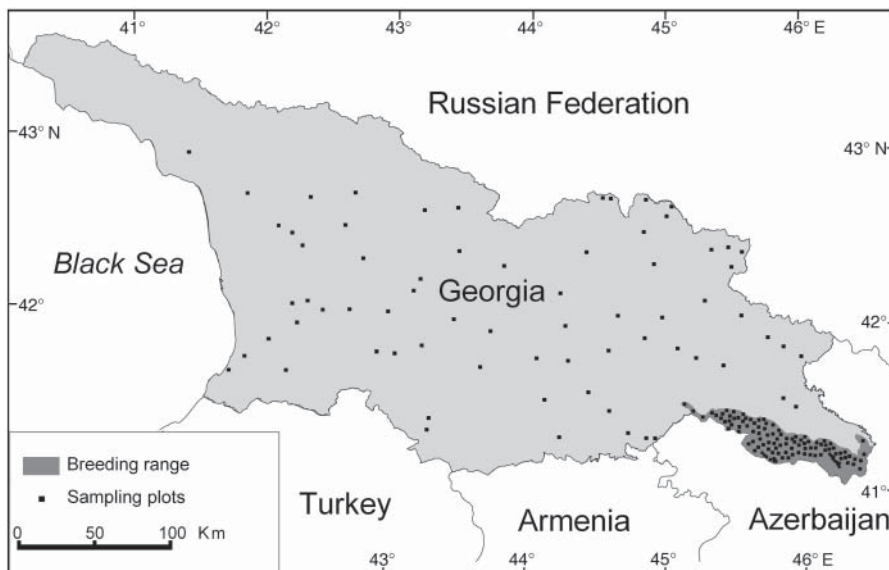 41° 42° 43° 44° 45° 46° E
Russian Federation
43° N
43° N
Black Sea
Georgia
42°
42°
Breeding range
Sampling plots
0 50 100 Km
Turkey
Armenia
Azerbaijan
41°
43° 44° 45° 46°